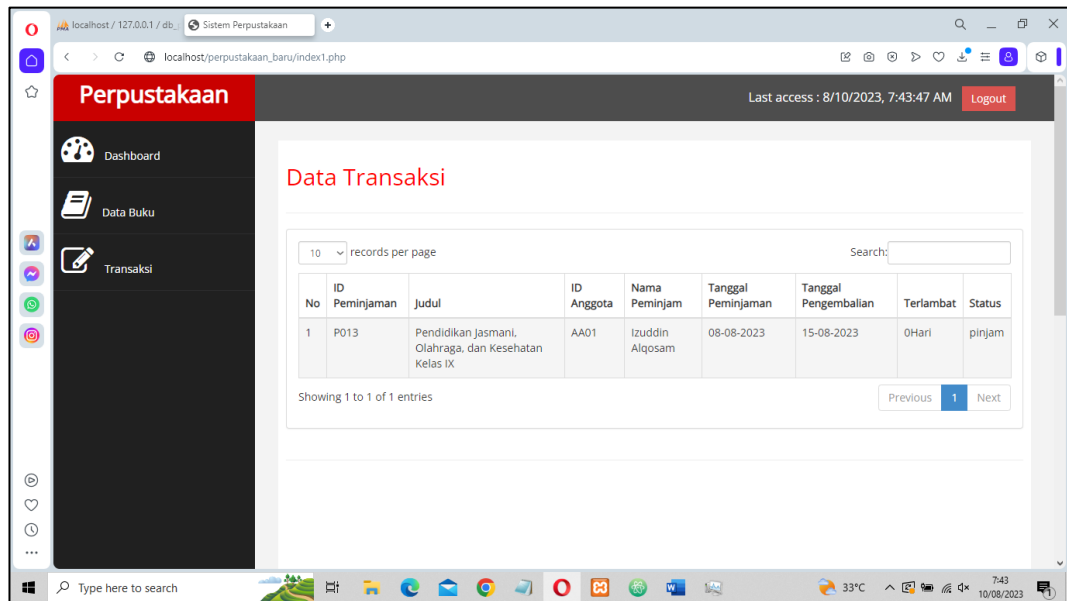 localhost / 127.0.0.1 / db_
Sistem Perpustakaan
localhost/perpustakaan_baru/index1.php
Perpustakaan
Last access : 8/10/2023, 7:43:47 AM
Logout
Dashboard
Data Buku
Transaksi
Data Transaksi
10 records per page
Search:
No ID Peminjaman Judul ID Anggota Nama Peminjam Tanggal Peminjaman Tanggal Pengembalian Terlambat Status
1 P013 Pendidikan Jasmani, AA01 Izuddin 08-08-2023 15-08-2023 0Hari pinjam
Olahraga, dan Kesehatan Alqosam
Kelas IX
Showing 1 to 1 of 1 entries
Previous 1 Next
Type here to search
33°C
7:43
10/08/2023